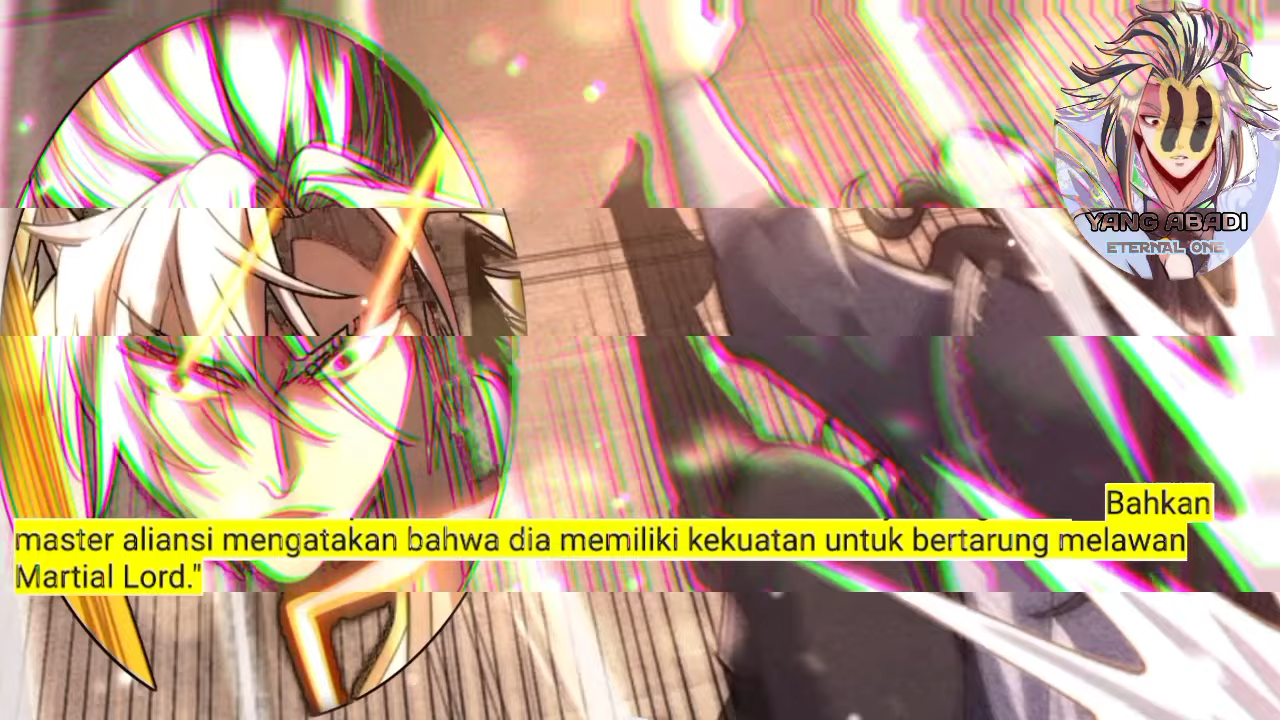 YANG ABADI
ETERNAL ONE
Bahkan
master aliansi mengatakan bahwa dia memiliki kekuatan untuk bertarung melawan
Martial Lord."